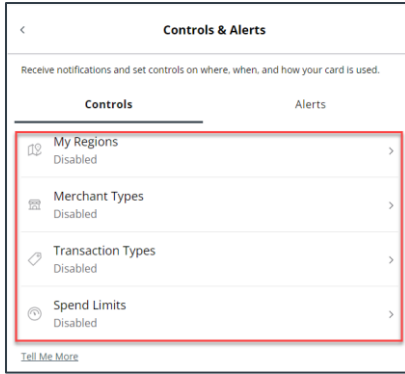 Controls & Alerts
Receive notifications and set controls on where, when, and how your card is used.
Controls
Alerts
My Regions
Disabled
Merchant Types
Disabled
Transaction Types
Disabled
Spend Limits
Disabled
Tell Me More